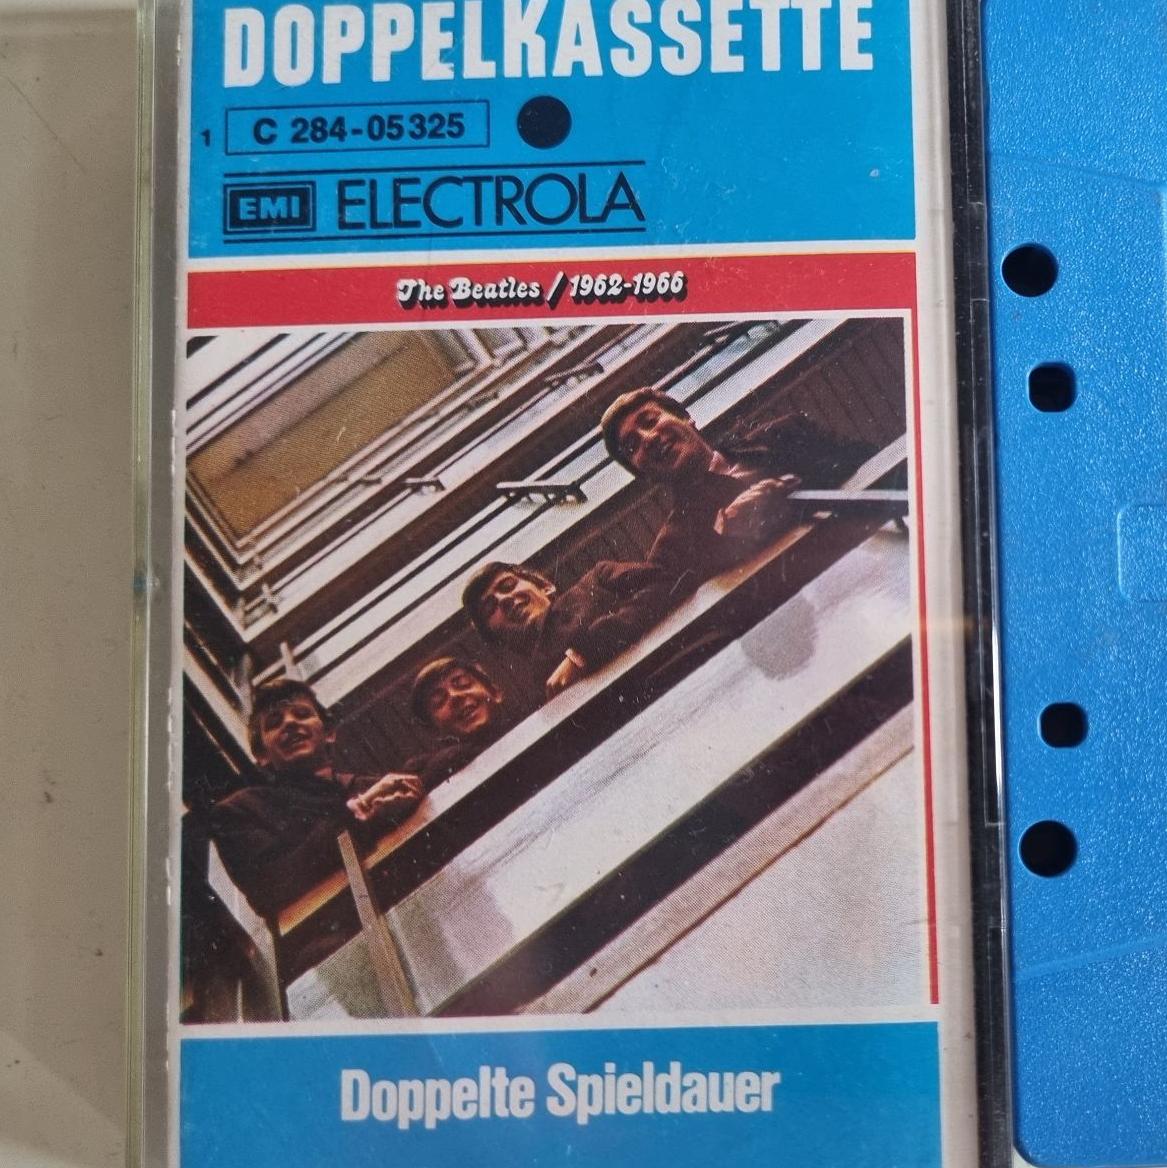 DOPPELKASSETTE
1 C 284-05325
EMI ELECTROLA
The Beatles / 1962-1966
Doppelte Spieldauer